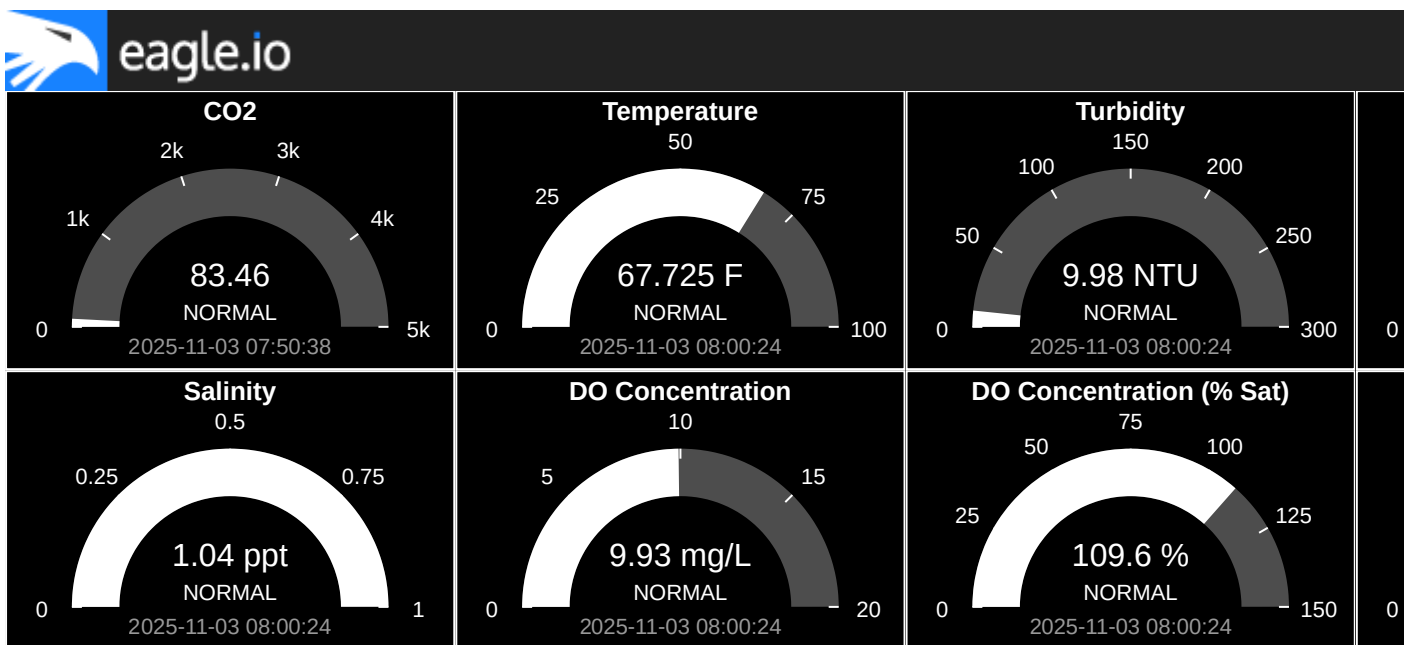 eagle.io
CO2
0
1k
2k
3k
4k
5k
83.46
NORMAL
2025-11-03 07:50:38
Temperature
0
25
50
75
100
67.725 F
NORMAL
2025-11-03 08:00:24
Turbidity
0
50
100
150
200
250
300
9.98 NTU
NORMAL
2025-11-03 08:00:24
0
Salinity
0
0.25
0.5
0.75
1
1.04 ppt
NORMAL
2025-11-03 08:00:24
DO Concentration
0
5
10
15
20
9.93 mg/L
NORMAL
2025-11-03 08:00:24
DO Concentration (% Sat)
0
25
50
75
100
125
150
109.6 %
NORMAL
2025-11-03 08:00:24
0